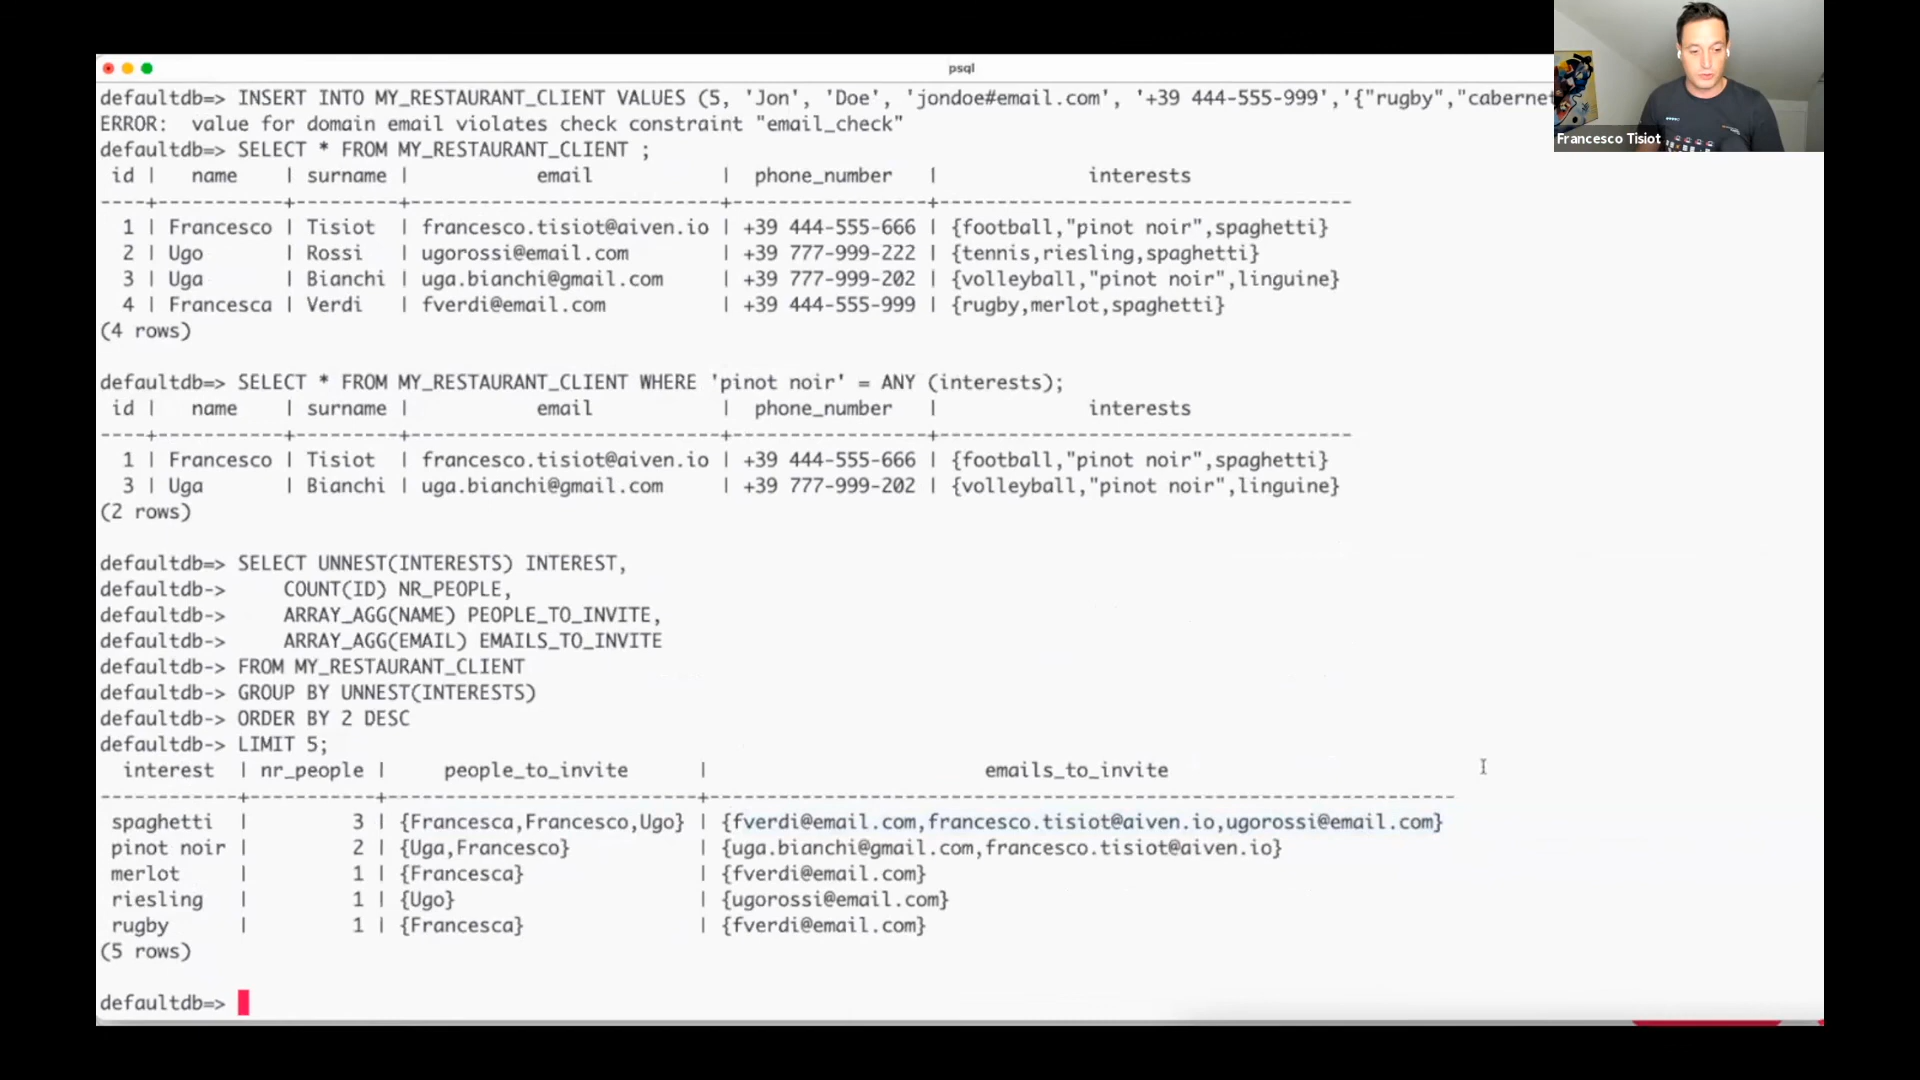 psql
defaultdb=> INSERT INTO MY_RESTAURANT_CLIENT VALUES (5, 'Jon', 'Doe', 'jondoe#email.com', '+39 444-555-999','{"rugby","cabernet
ERROR:  value for domain email violates check constraint "email_check"
Francesco Tisiot
defaultdb=> SELECT * FROM MY_RESTAURANT_CLIENT ;
 id |   name    | surname |           email           |  phone_number   |             interests
----+-----------+---------+---------------------------+-----------------+------------------------------------
  1 | Francesco | Tisiot  | francesco.tisiot@aiven.io | +39 444-555-666 | {football,"pinot noir",spaghetti}
  2 | Ugo       | Rossi   | ugorossi@email.com        | +39 777-999-222 | {tennis,riesling,spaghetti}
  3 | Uga       | Bianchi | uga.bianchi@gmail.com     | +39 777-999-202 | {volleyball,"pinot noir",linguine}
  4 | Francesca | Verdi   | fverdi@email.com          | +39 444-555-999 | {rugby,merlot,spaghetti}
(4 rows)
defaultdb=> SELECT * FROM MY_RESTAURANT_CLIENT WHERE 'pinot noir' = ANY (interests);
 id |   name    | surname |           email           |  phone_number   |             interests
----+-----------+---------+---------------------------+-----------------+------------------------------------
  1 | Francesco | Tisiot  | francesco.tisiot@aiven.io | +39 444-555-666 | {football,"pinot noir",spaghetti}
  3 | Uga       | Bianchi | uga.bianchi@gmail.com     | +39 777-999-202 | {volleyball,"pinot noir",linguine}
(2 rows)
defaultdb=> SELECT UNNEST(INTERESTS) INTEREST,
defaultdb->     COUNT(ID) NR_PEOPLE,
defaultdb->     ARRAY_AGG(NAME) PEOPLE_TO_INVITE,
defaultdb->     ARRAY_AGG(EMAIL) EMAILS_TO_INVITE
defaultdb-> FROM MY_RESTAURANT_CLIENT
defaultdb-> GROUP BY UNNEST(INTERESTS)
defaultdb-> ORDER BY 2 DESC
defaultdb-> LIMIT 5;
  interest  | nr_people |     people_to_invite      |                        emails_to_invite
------------+-----------+---------------------------+-----------------------------------------------------------------
 spaghetti  |         3 | {Francesca,Francesco,Ugo} | {fverdi@email.com,francesco.tisiot@aiven.io,ugorossi@email.com}
 pinot noir |         2 | {Uga,Francesco}           | {uga.bianchi@gmail.com,francesco.tisiot@aiven.io}
 merlot     |         1 | {Francesca}               | {fverdi@email.com}
 riesling   |         1 | {Ugo}                     | {ugorossi@email.com}
 rugby      |         1 | {Francesca}               | {fverdi@email.com}
(5 rows)
defaultdb=>